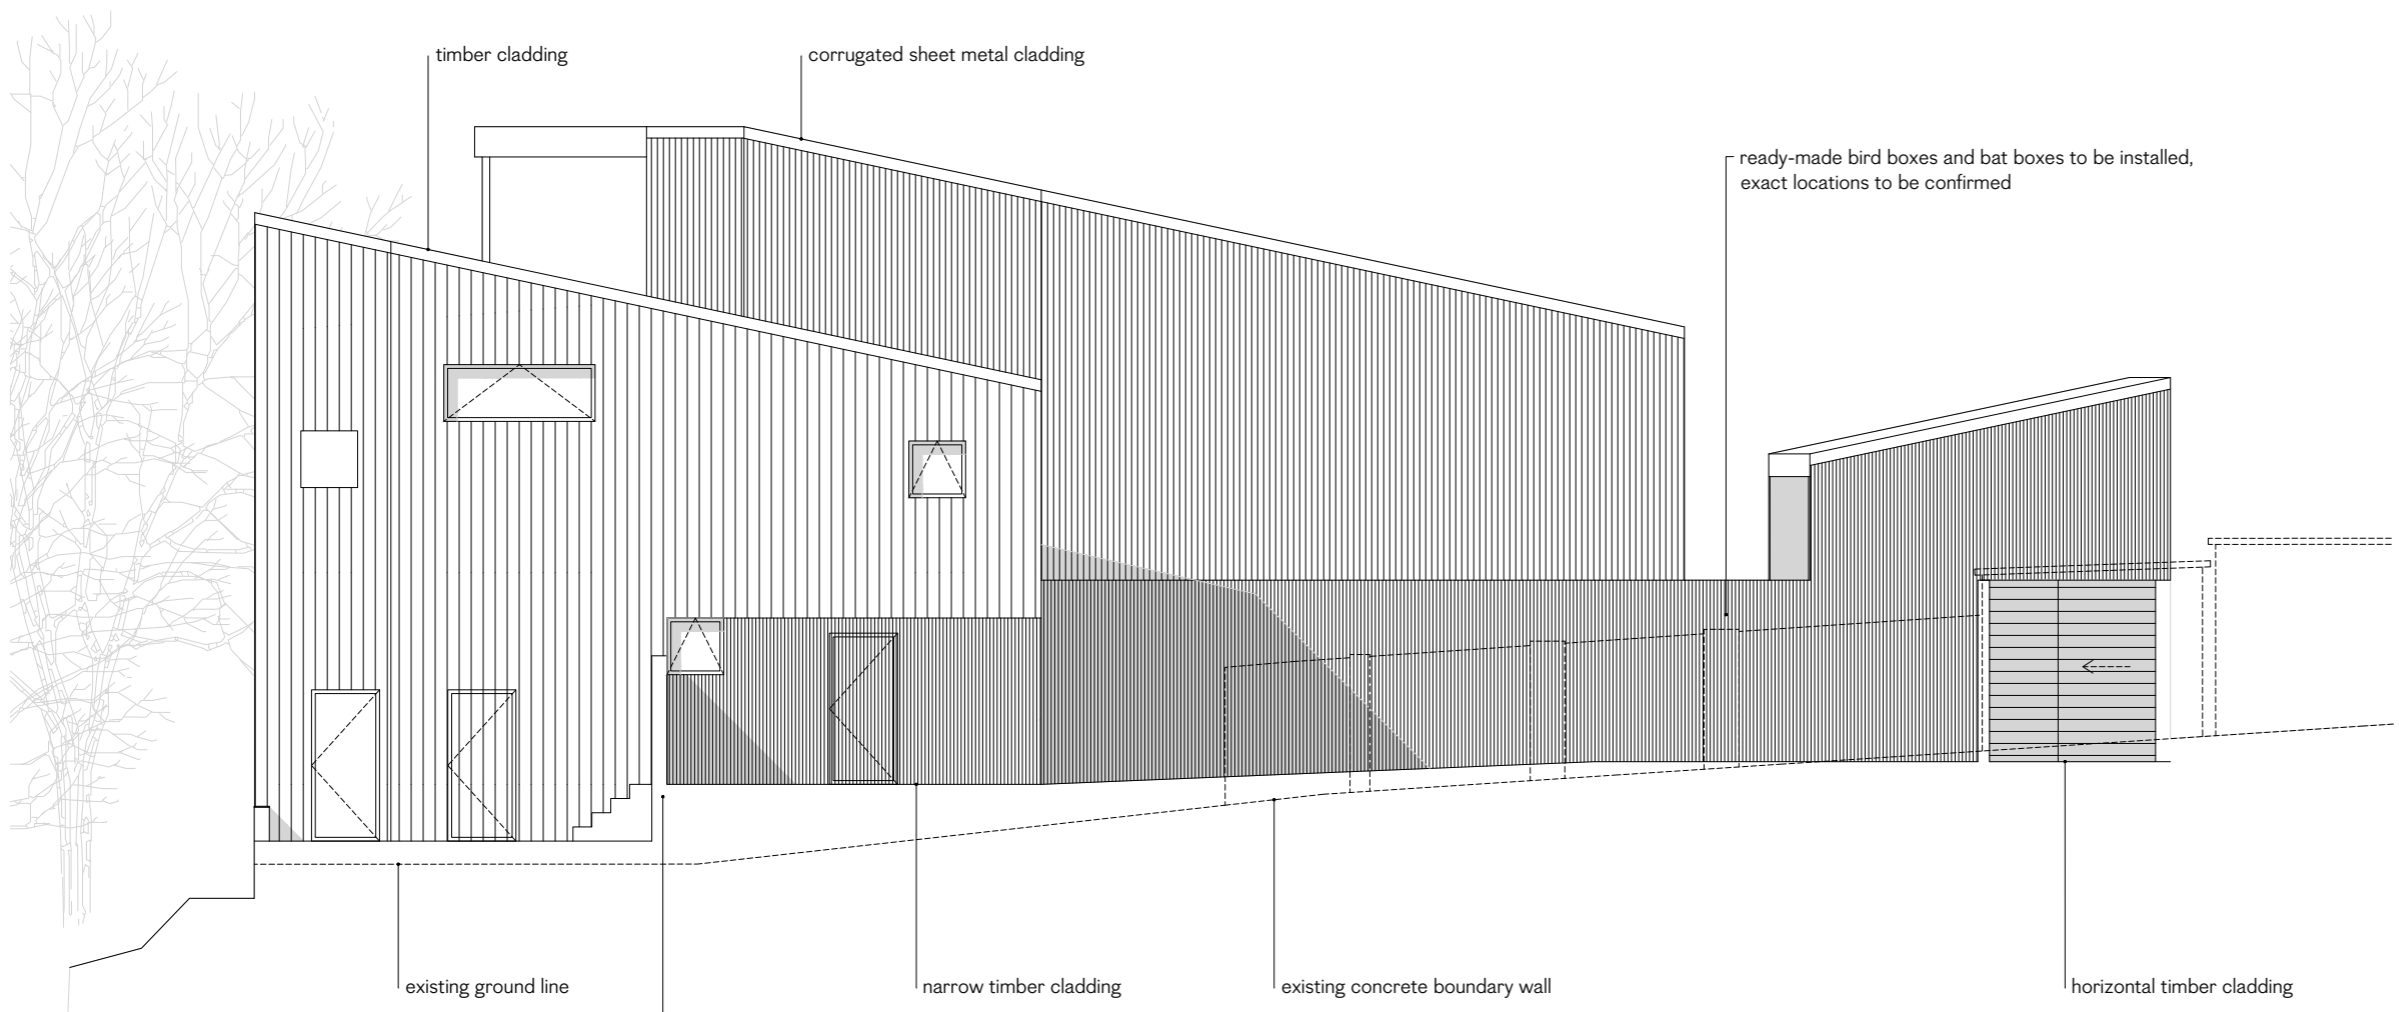 timber cladding
corrugated sheet metal cladding
ready-made bird boxes and bat boxes to be installed,
exact locations to be confirmed
existing ground line
narrow timber cladding
existing concrete boundary wall
horizontal timber cladding